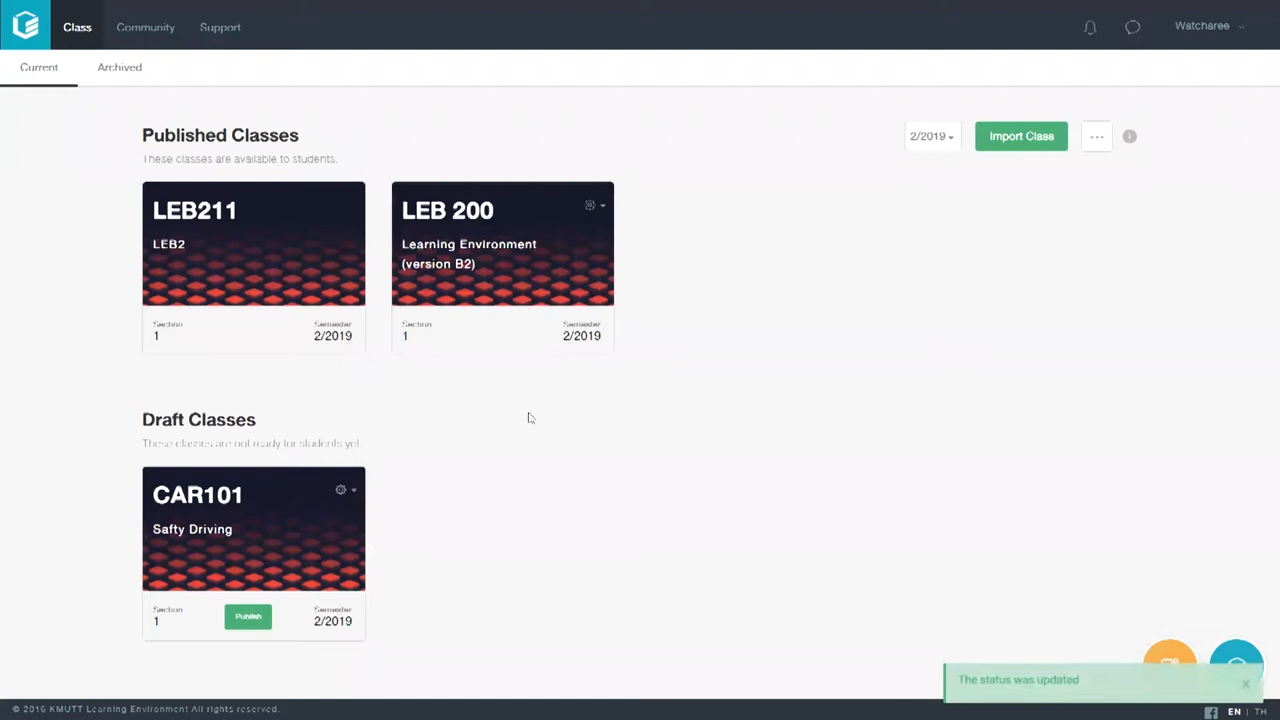 Class
Community
Support
Watcharee
Current
Archived
Published Classes
These classes are available to students.
2/2019
Import Class
...
LEB211
LEB2
Section
1
Semester
2/2019
LEB 200
Learning Environment
(version B2)
Section
1
Semester
2/2019
Draft Classes
These classes are not ready for students yet.
CAR101
Safty Driving
Section
1
Publish
Semester
2/2019
The status was updated
x
© 2016 KMUTT Learning Environment All rights reserved.
EN | TH